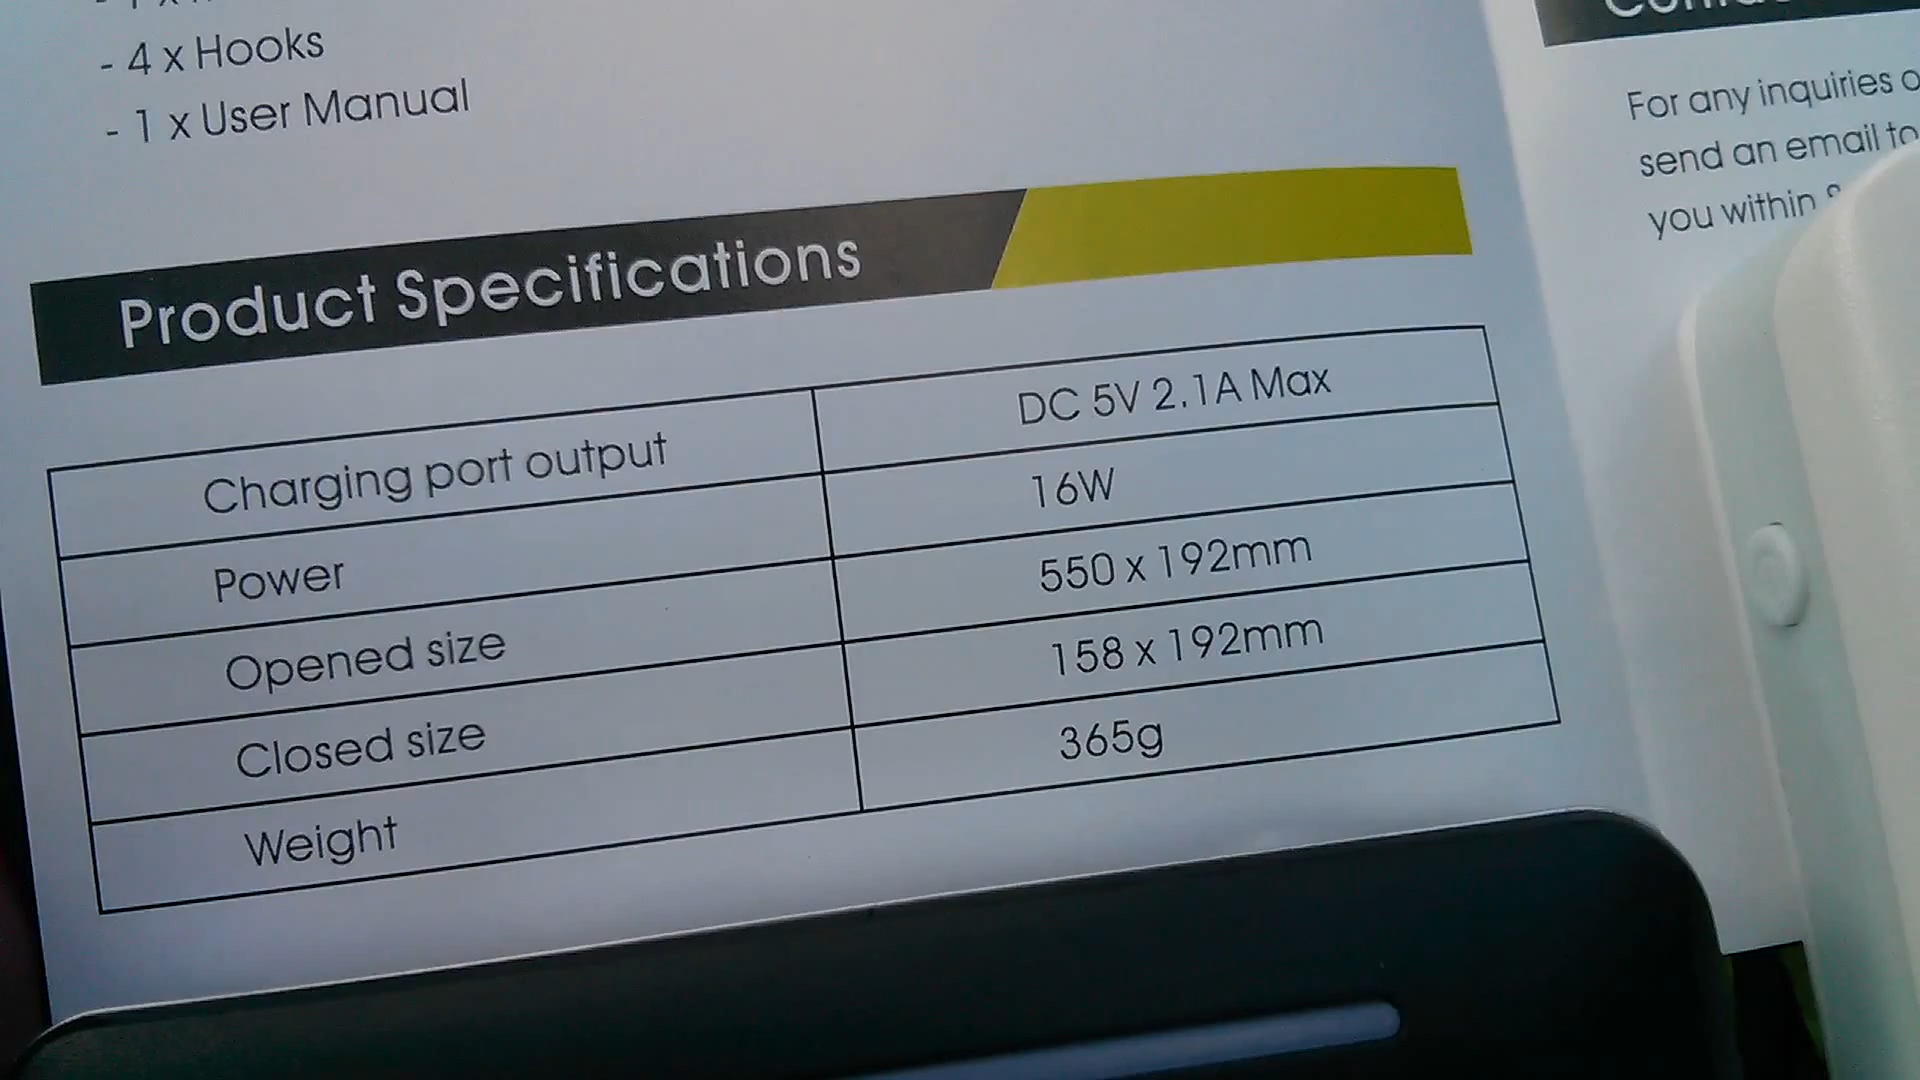 - 4 x Hooks
- 1 x User Manual
Product Specifications
Charging port output DC 5V 2.1A Max
Power 16W
Opened size 550 x 192mm
Closed size 158 x 192mm
Weight 365g
For any inquiries
send an email to
you within